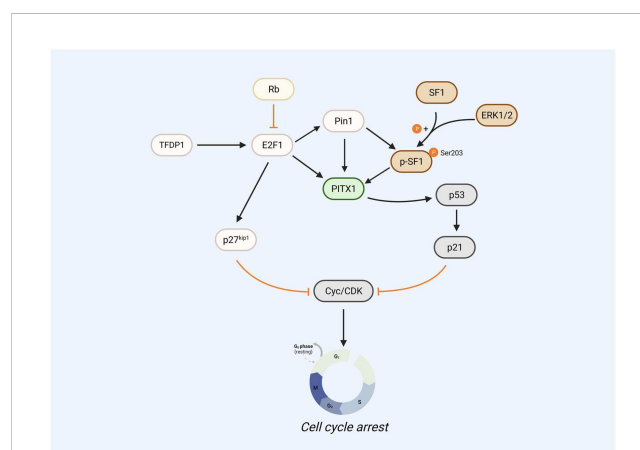 Rb
SF1
ERK1/2
Pin1
P +
TFDP1
E2F1
P Ser203
p-SF1
PITX1
p53
p27kip1
p21
Cyc/CDK
G₀ phase
(resting)
G₁
M
S
G₂
Cell cycle arrest